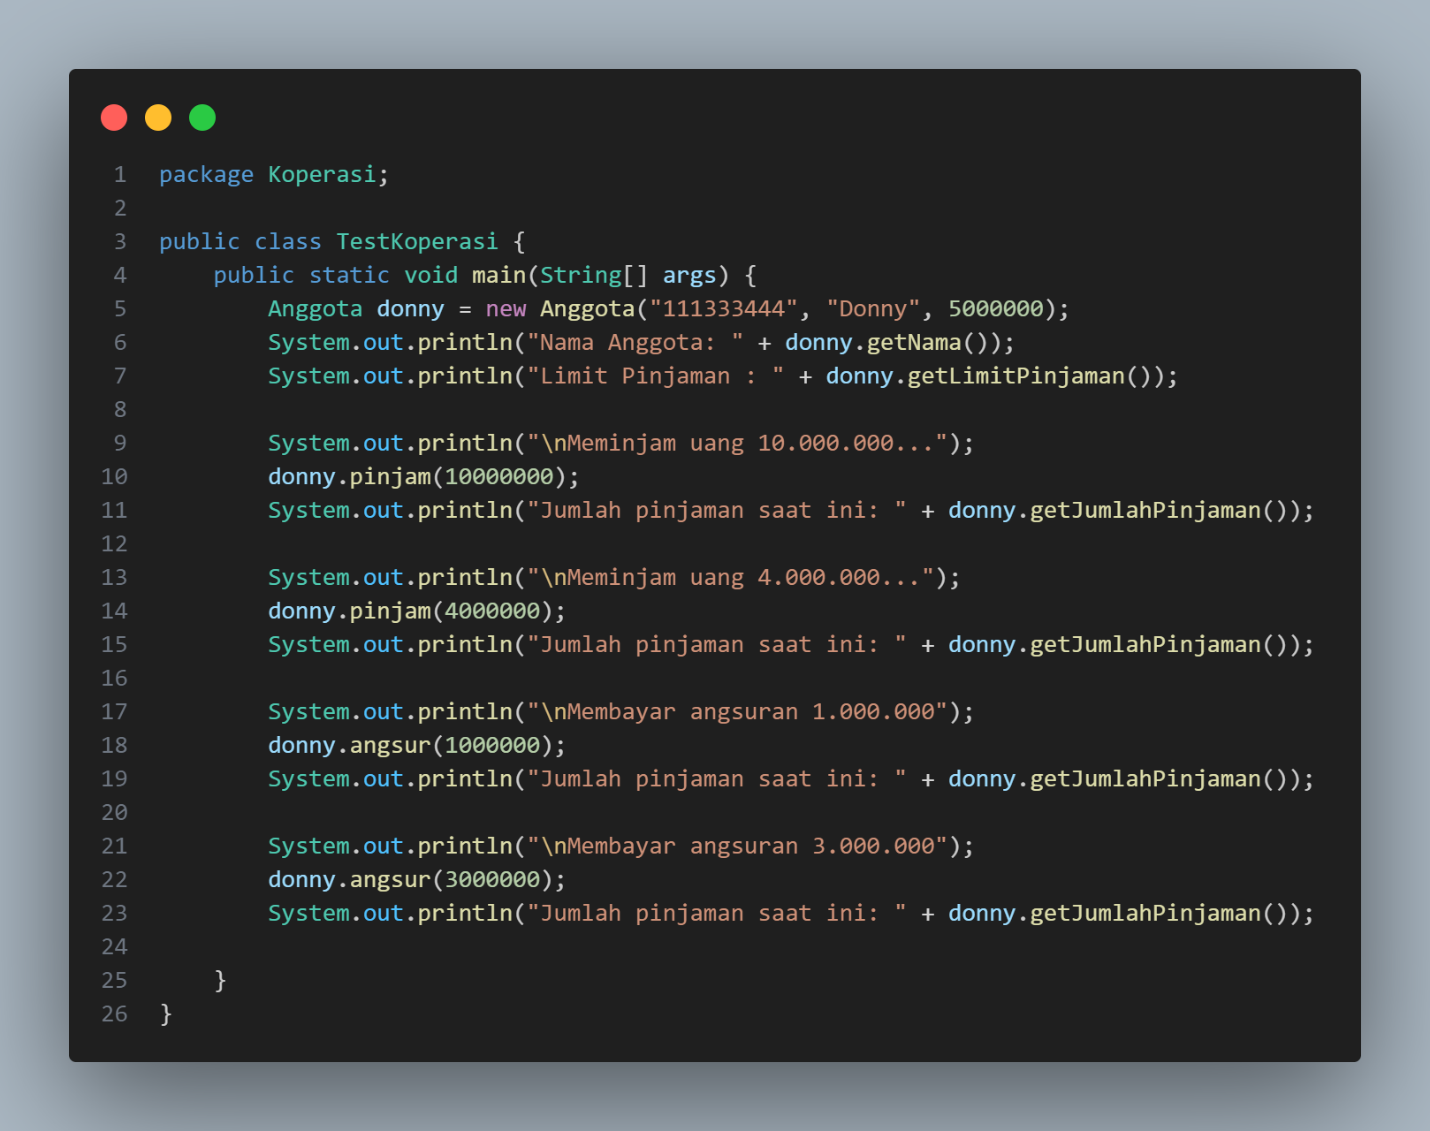 1 package Koperasi;
2
3 public class TestKoperasi {
4     public static void main(String[] args) {
5         Anggota donny = new Anggota("111333444", "Donny", 5000000);
6         System.out.println("Nama Anggota: " + donny.getNama());
7         System.out.println("Limit Pinjaman : " + donny.getLimitPinjaman());
8
9         System.out.println("\nMeminjam uang 10.000.000...");
10         donny.pinjam(10000000);
11         System.out.println("Jumlah pinjaman saat ini: " + donny.getJumlahPinjaman());
12
13         System.out.println("\nMeminjam uang 4.000.000...");
14         donny.pinjam(4000000);
15         System.out.println("Jumlah pinjaman saat ini: " + donny.getJumlahPinjaman());
16
17         System.out.println("\nMembayar angsuran 1.000.000");
18         donny.angsur(1000000);
19         System.out.println("Jumlah pinjaman saat ini: " + donny.getJumlahPinjaman());
20
21         System.out.println("\nMembayar angsuran 3.000.000");
22         donny.angsur(3000000);
23         System.out.println("Jumlah pinjaman saat ini: " + donny.getJumlahPinjaman());
24
25     }
26 }